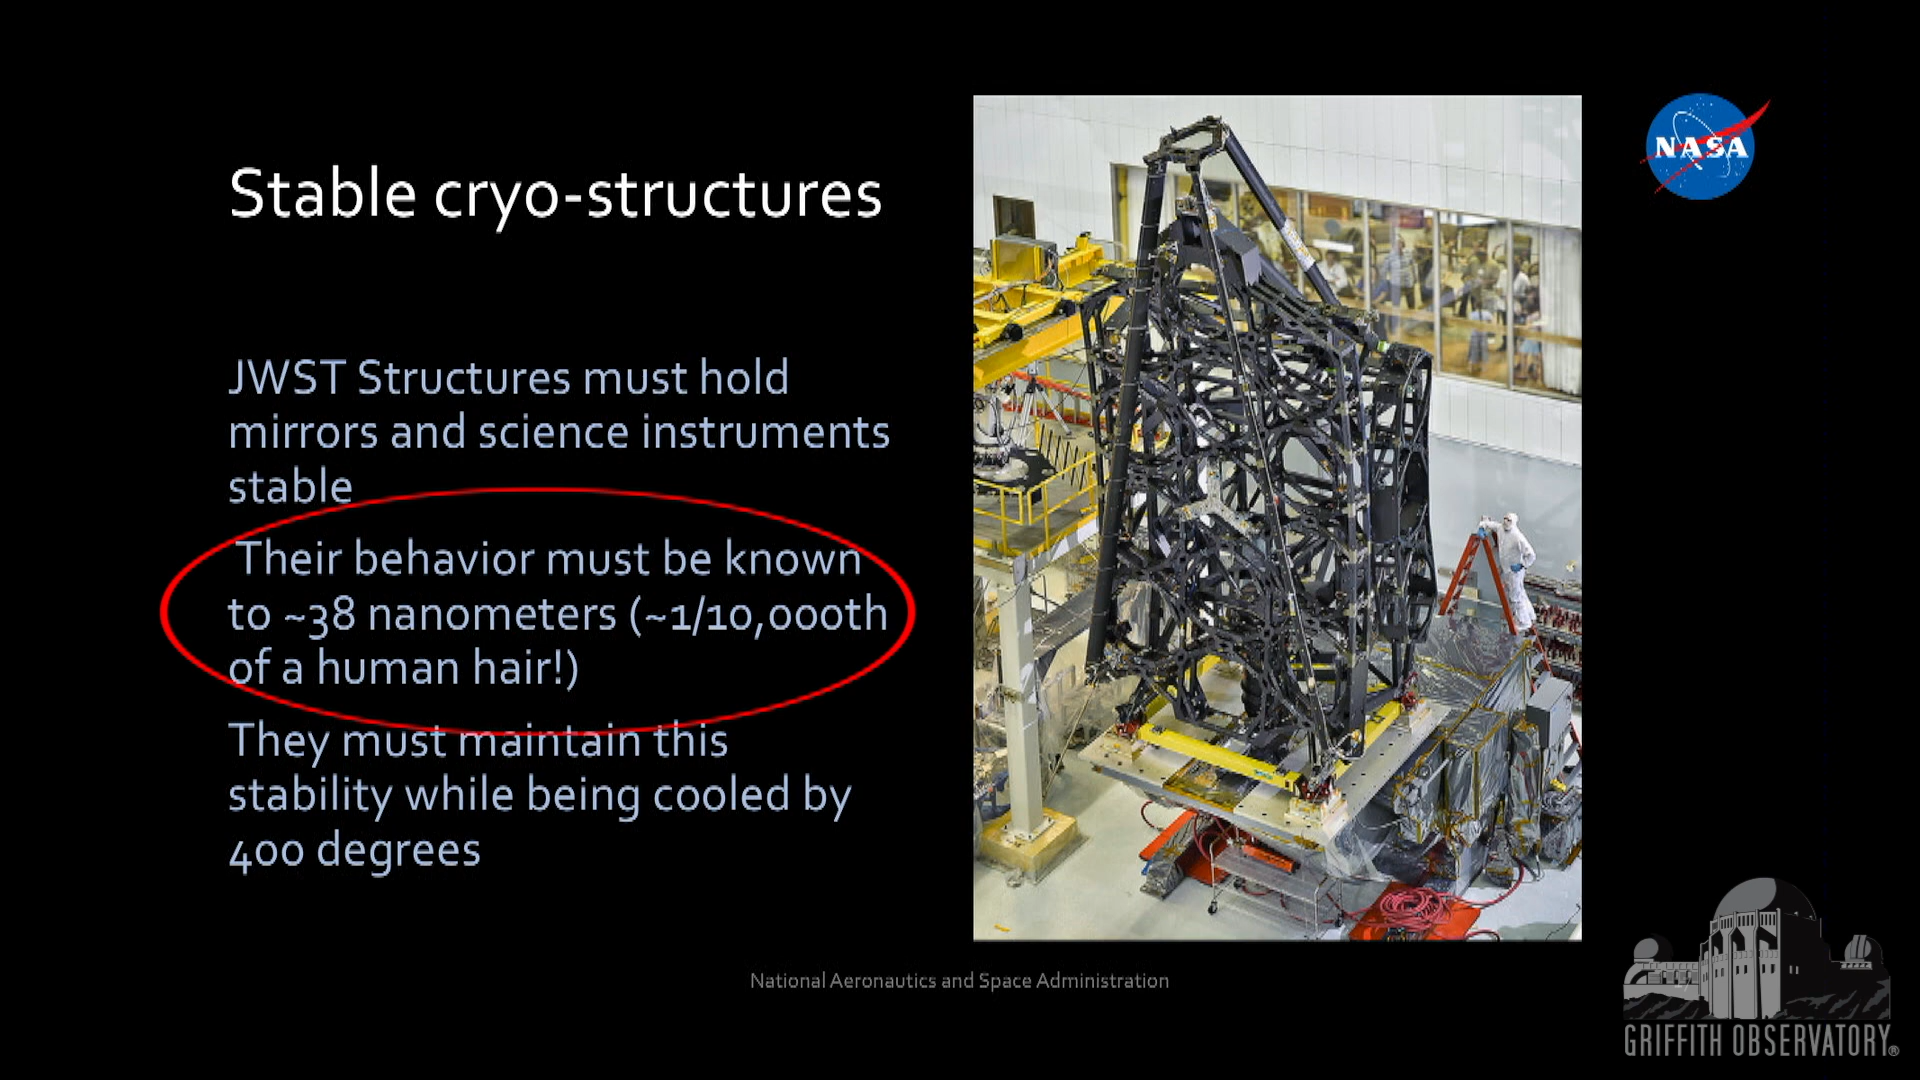 NASA
Stable cryo-structures
JWST Structures must hold
mirrors and science instruments
stable
Their behavior must be known
to ~38 nanometers (~1/10,000th
of a human hair!)
They must maintain this
stability while being cooled by
400 degrees
National Aeronautics and Space Administration
GRIFFITH OBSERVATORY®